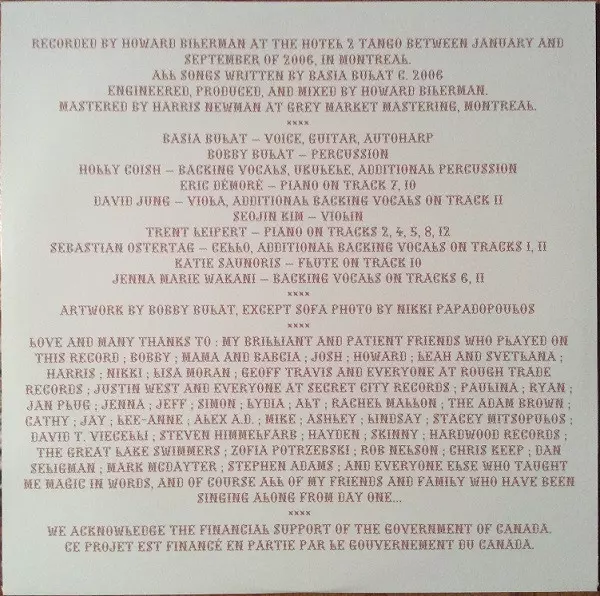 RECORDED BY HOWARD BILERMAN AT THE HOTEL 2 TANGO BETWEEN JANUARY AND
SEPTEMBER OF 2006, IN MONTREAL.
ALL SONGS WRITTEN BY BASIA BULAT C. 2006
ENGINEERED, PRODUCED, AND MIXED BY HOWARD BILERMAN.
MASTERED BY HARRIS NEWMAN AT GREY MARKET MASTERING, MONTREAL.
xxxx
BASIA BULAT – VOICE, GUITAR, AUTOHARP
BOBBY BULAT – PERCUSSION
HOLLY COISH – BACKING VOCALS, UKULELE, ADDITIONAL PERCUSSION
ERIC DÉMORÉ – PIANO ON TRACK 7, 10
DAVID JUNG – VIOLA, ADDITIONAL BACKING VOCALS ON TRACK 11
SEOJIN KIM – VIOLIN
TRENT LEIPERT – PIANO ON TRACKS 2, 4, 5, 8, 12
SEBASTIAN OSTERTAG – CELLO, ADDITIONAL BACKING VOCALS ON TRACKS 1, 11
KATIE SAUNORIS – FLUTE ON TRACK 10
JENNA MARIE WAKANI – BACKING VOCALS ON TRACKS 6, 11
xxxx
ARTWORK BY BOBBY BULAT, EXCEPT SOFA PHOTO BY NIKKI PAPADOPOULOS
xxxx
LOVE AND MANY THANKS TO : MY BRILLIANT AND PATIENT FRIENDS WHO PLAYED ON
THIS RECORD ; BOBBY ; MAMA AND BABCIA ; JOSH ; HOWARD ; LEAH AND SVETLANA ;
HARRIS ; NIKKI ; LISA MORAN ; GEOFF TRAVIS AND EVERYONE AT ROUGH TRADE
RECORDS ; JUSTIN WEST AND EVERYONE AT SECRET CITY RECORDS ; PAULINA ; RYAN ;
JAN PLUG ; JENNA ; JEFF ; SIMON ; LYDIA ; ALT ; RACHEL MALLON ; THE ADAM BROWN ;
CATHY ; JAY ; LEE-ANNE ; ALEX A.D. ; MIKE ; ASHLEY ; LINDSAY ; STACEY MITSOPULOS ;
DAVID T. VIECELLI ; STEVEN HIMMELFARB ; HAYDEN ; SKINNY ; HARDWOOD RECORDS ;
THE GREAT LAKE SWIMMERS ; ZOFIA POTRZEBSKI ; ROB NELSON ; CHRIS KEEP ; DAN
SELIGMAN ; MARK MCDAYTER ; STEPHEN ADAMS ; AND EVERYONE ELSE WHO TAUGHT
ME MAGIC IN WORDS, AND OF COURSE ALL OF MY FRIENDS AND FAMILY WHO HAVE BEEN
SINGING ALONG FROM DAY ONE...
xxxx
WE ACKNOWLEDGE THE FINANCIAL SUPPORT OF THE GOVERNMENT OF CANADA.
CE PROJET EST FINANCÉ EN PARTIE PAR LE GOUVERNEMENT DU CANADA.